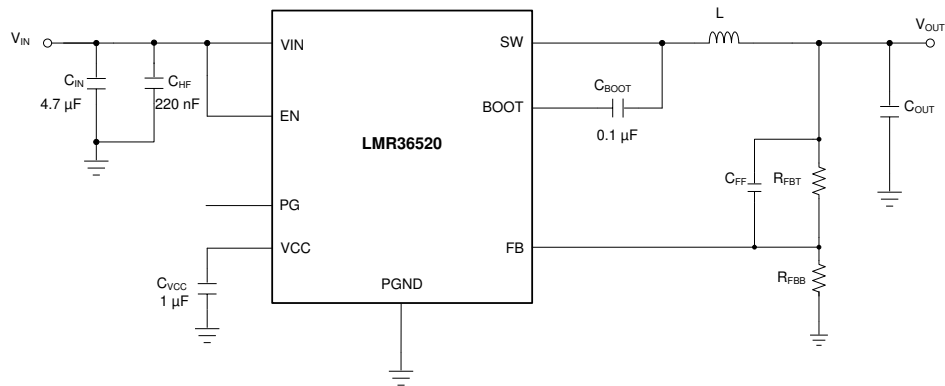 L
V_IN
VIN
SW
V_OUT
C_IN
4.7 µF
C_HF
220 nF
C_BOOT
BOOT
0.1 µF
C_OUT
EN
LMR36520
C_FF
R_FBT
PG
VCC
FB
C_VCC
1 µF
PGND
R_FBB